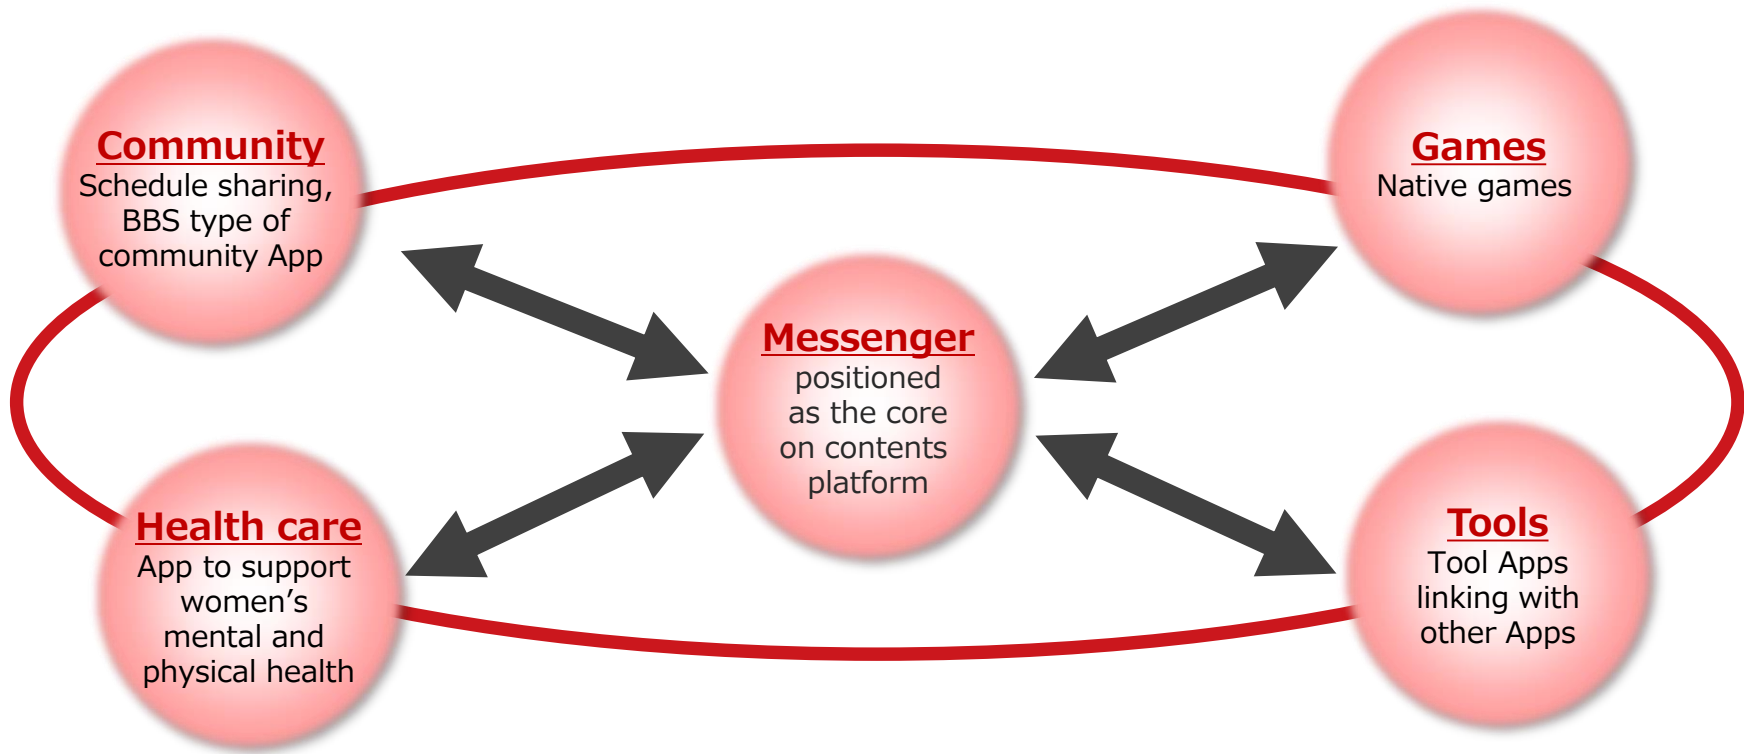 Community
Schedule sharing,
BBS type of
community App
Games
Native games
Messenger
positioned
as the core
on contents
platform
Health care
App to support
women’s
mental and
physical health
Tools
Tool Apps
linking with
other Apps